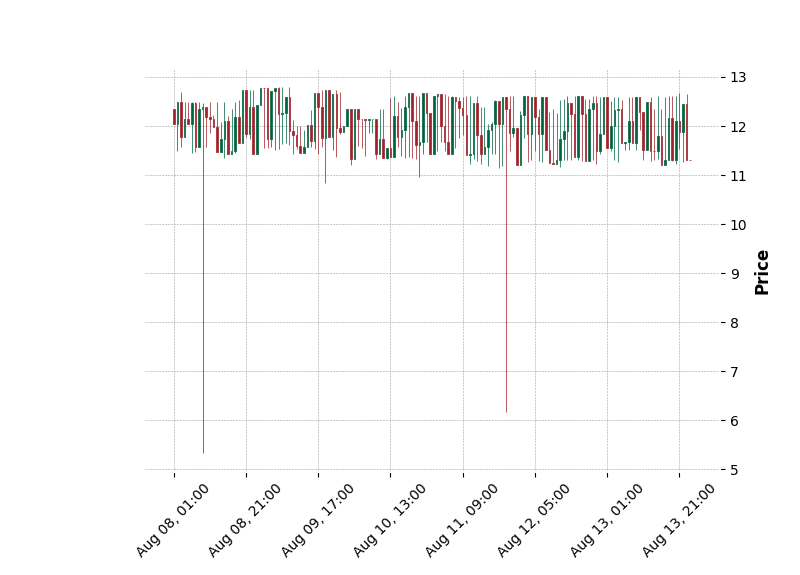 13
12
11
10
9
8
7
6
5
Price
Aug 08, 01:00
Aug 08, 21:00
Aug 09, 17:00
Aug 10, 13:00
Aug 11, 09:00
Aug 12, 05:00
Aug 13, 01:00
Aug 13, 21:00